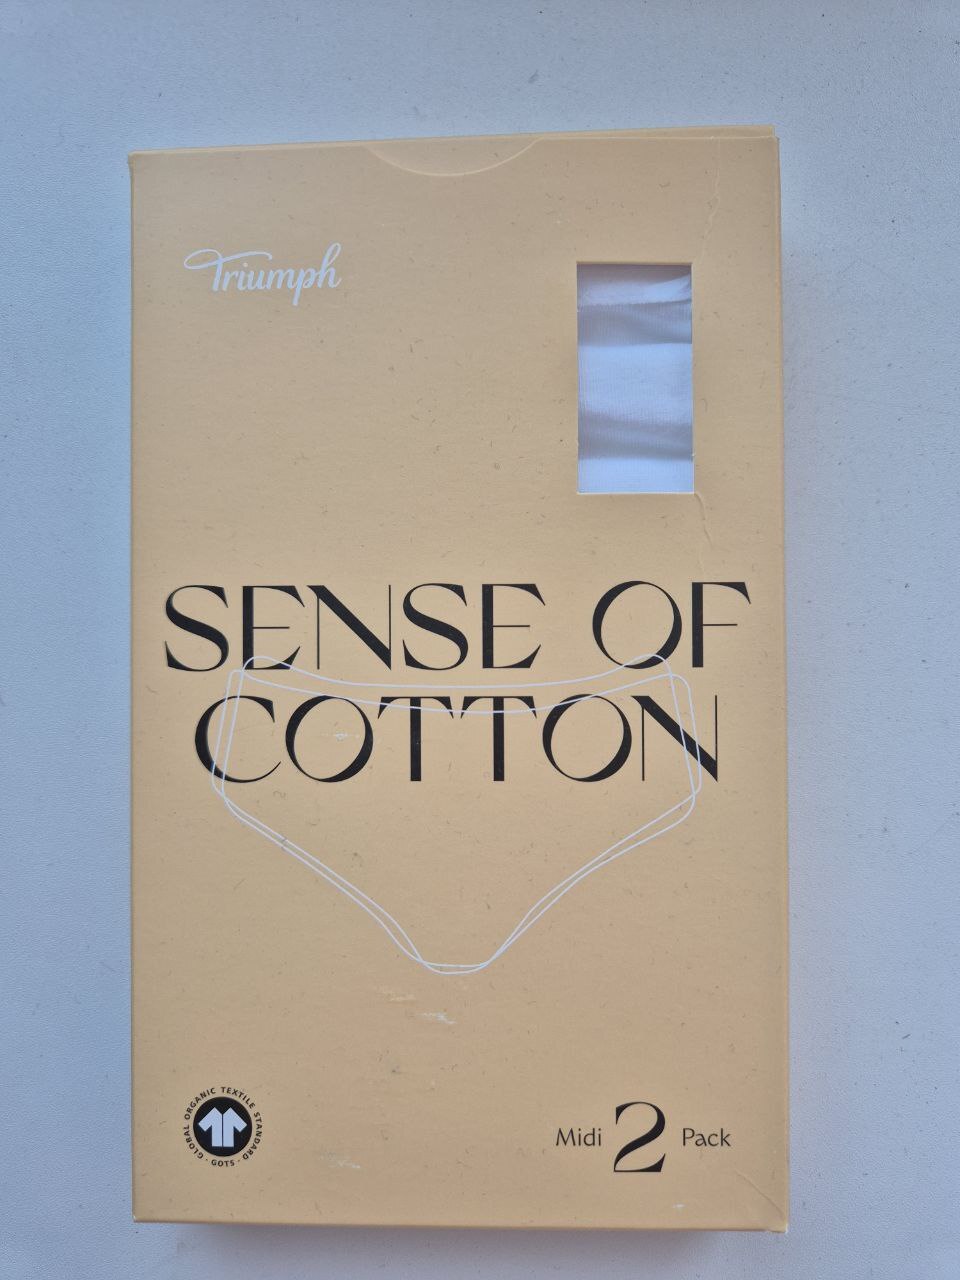 Triumph
SENSE OF
COTTON
GLOBAL ORGANIC TEXTILE STANDARD · GOTS ·
Midi 2 Pack